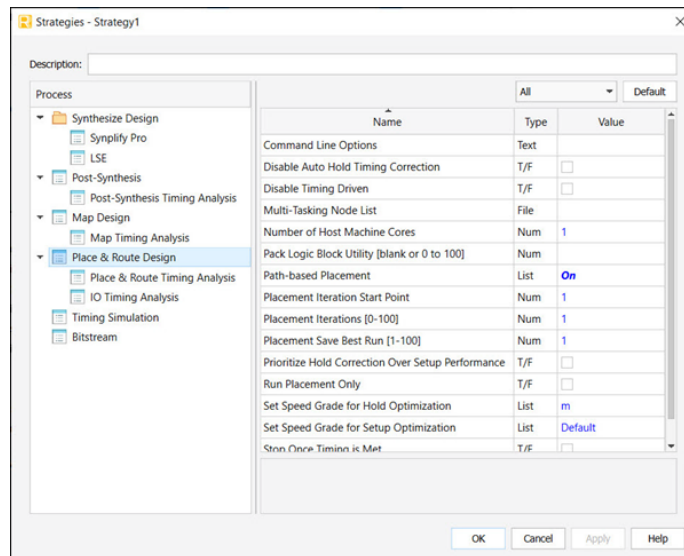 Strategies - Strategy1
Description:
Process
Synthesize Design
Synplify Pro
LSE
Post-Synthesis
Post-Synthesis Timing Analysis
Map Design
Map Timing Analysis
Place & Route Design
Place & Route Timing Analysis
IO Timing Analysis
Timing Simulation
Bitstream
All Default
Name Type Value
Command Line Options Text
Disable Auto Hold Timing Correction T/F
Disable Timing Driven T/F
Multi-Tasking Node List File
Number of Host Machine Cores Num 1
Pack Logic Block Utility [blank or 0 to 100] Num
Path-based Placement List On
Placement Iteration Start Point Num 1
Placement Iterations [0-100] Num 1
Placement Save Best Run [1-100] Num 1
Prioritize Hold Correction Over Setup Performance T/F
Run Placement Only T/F
Set Speed Grade for Hold Optimization List m
Set Speed Grade for Setup Optimization List Default
Stop Once Timing is Met T/F
OK Cancel Apply Help